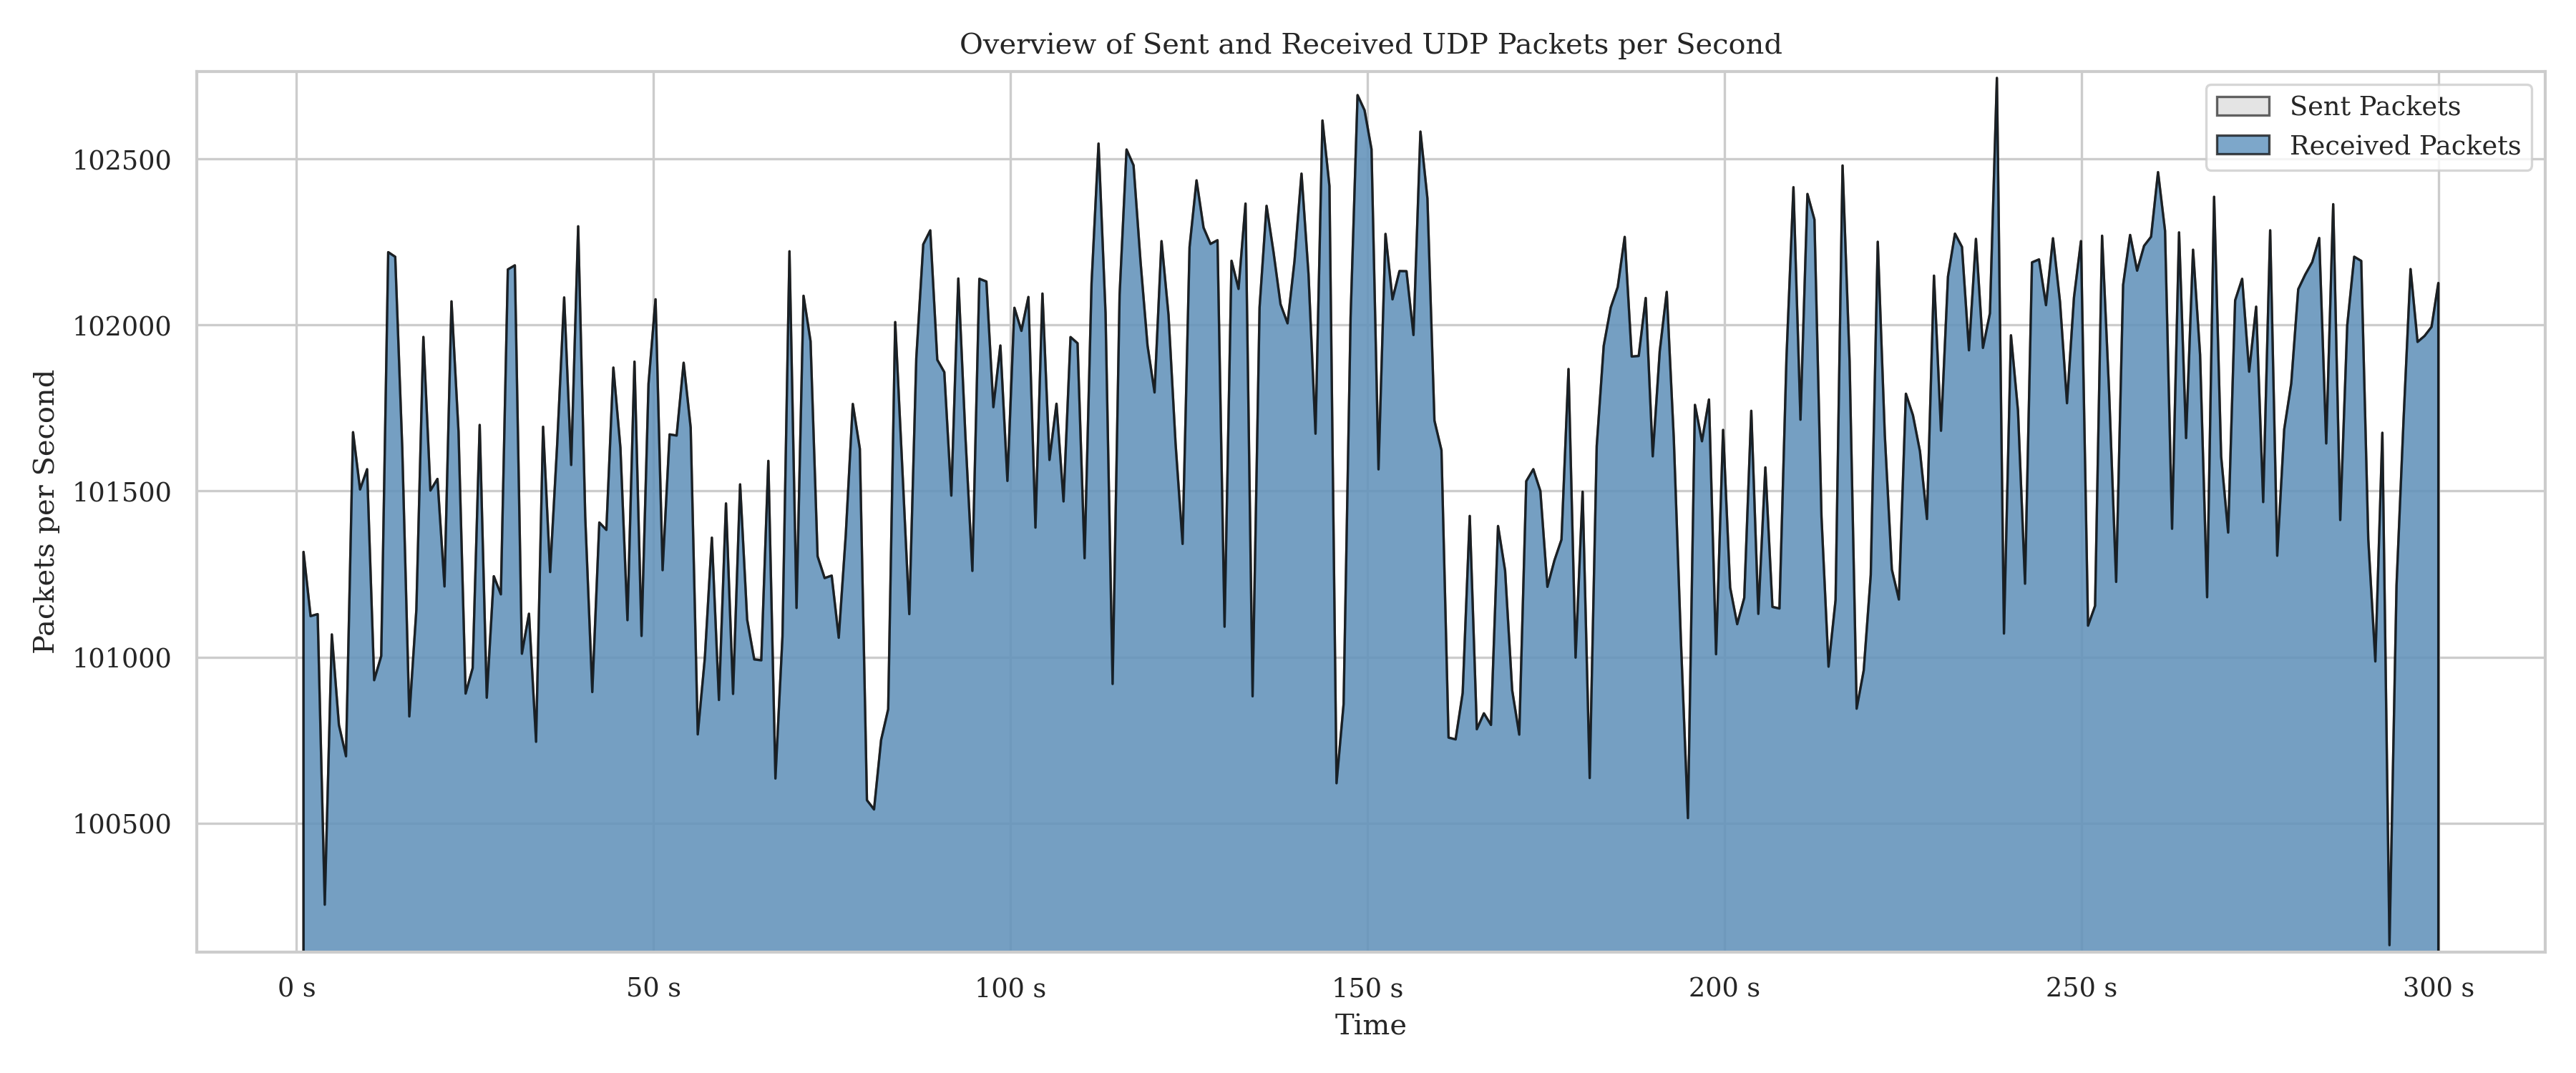 Overview of Sent and Received UDP Packets per Second
Sent Packets
Received Packets
Packets per Second
102500
102000
101500
101000
100500
0 s
50 s
100 s
150 s
200 s
250 s
300 s
Time